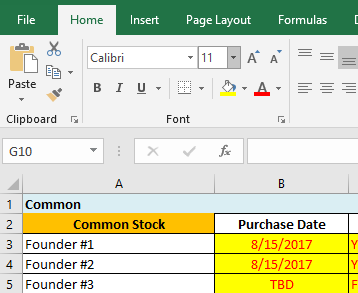 File Home Insert Page Layout Formulas
Calibri 11
Paste
B I U
Clipboard Font
G10 fx
A B
1 Common
2 Common Stock Purchase Date
3 Founder #1 8/15/2017
4 Founder #2 8/15/2017
5 Founder #3 TBD